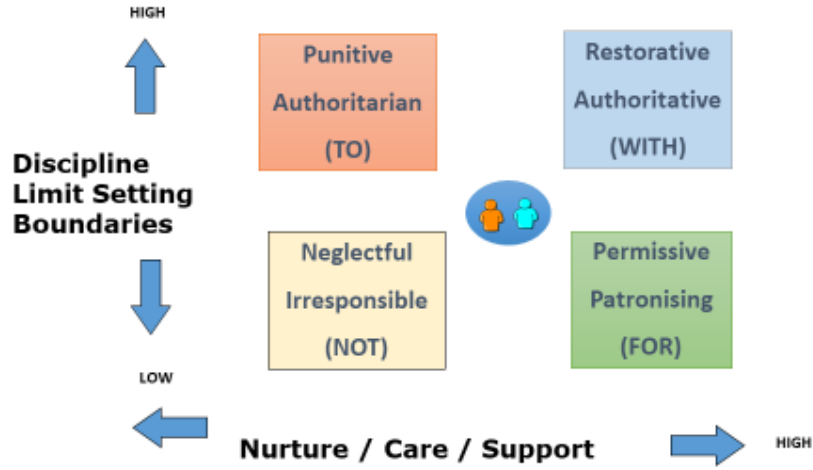 HIGH
Punitive
Authoritarian
(TO)
Restorative
Authoritative
(WITH)
Discipline
Limit Setting
Boundaries
Neglectful
Irresponsible
(NOT)
Permissive
Patronising
(FOR)
LOW
Nurture / Care / Support
HIGH